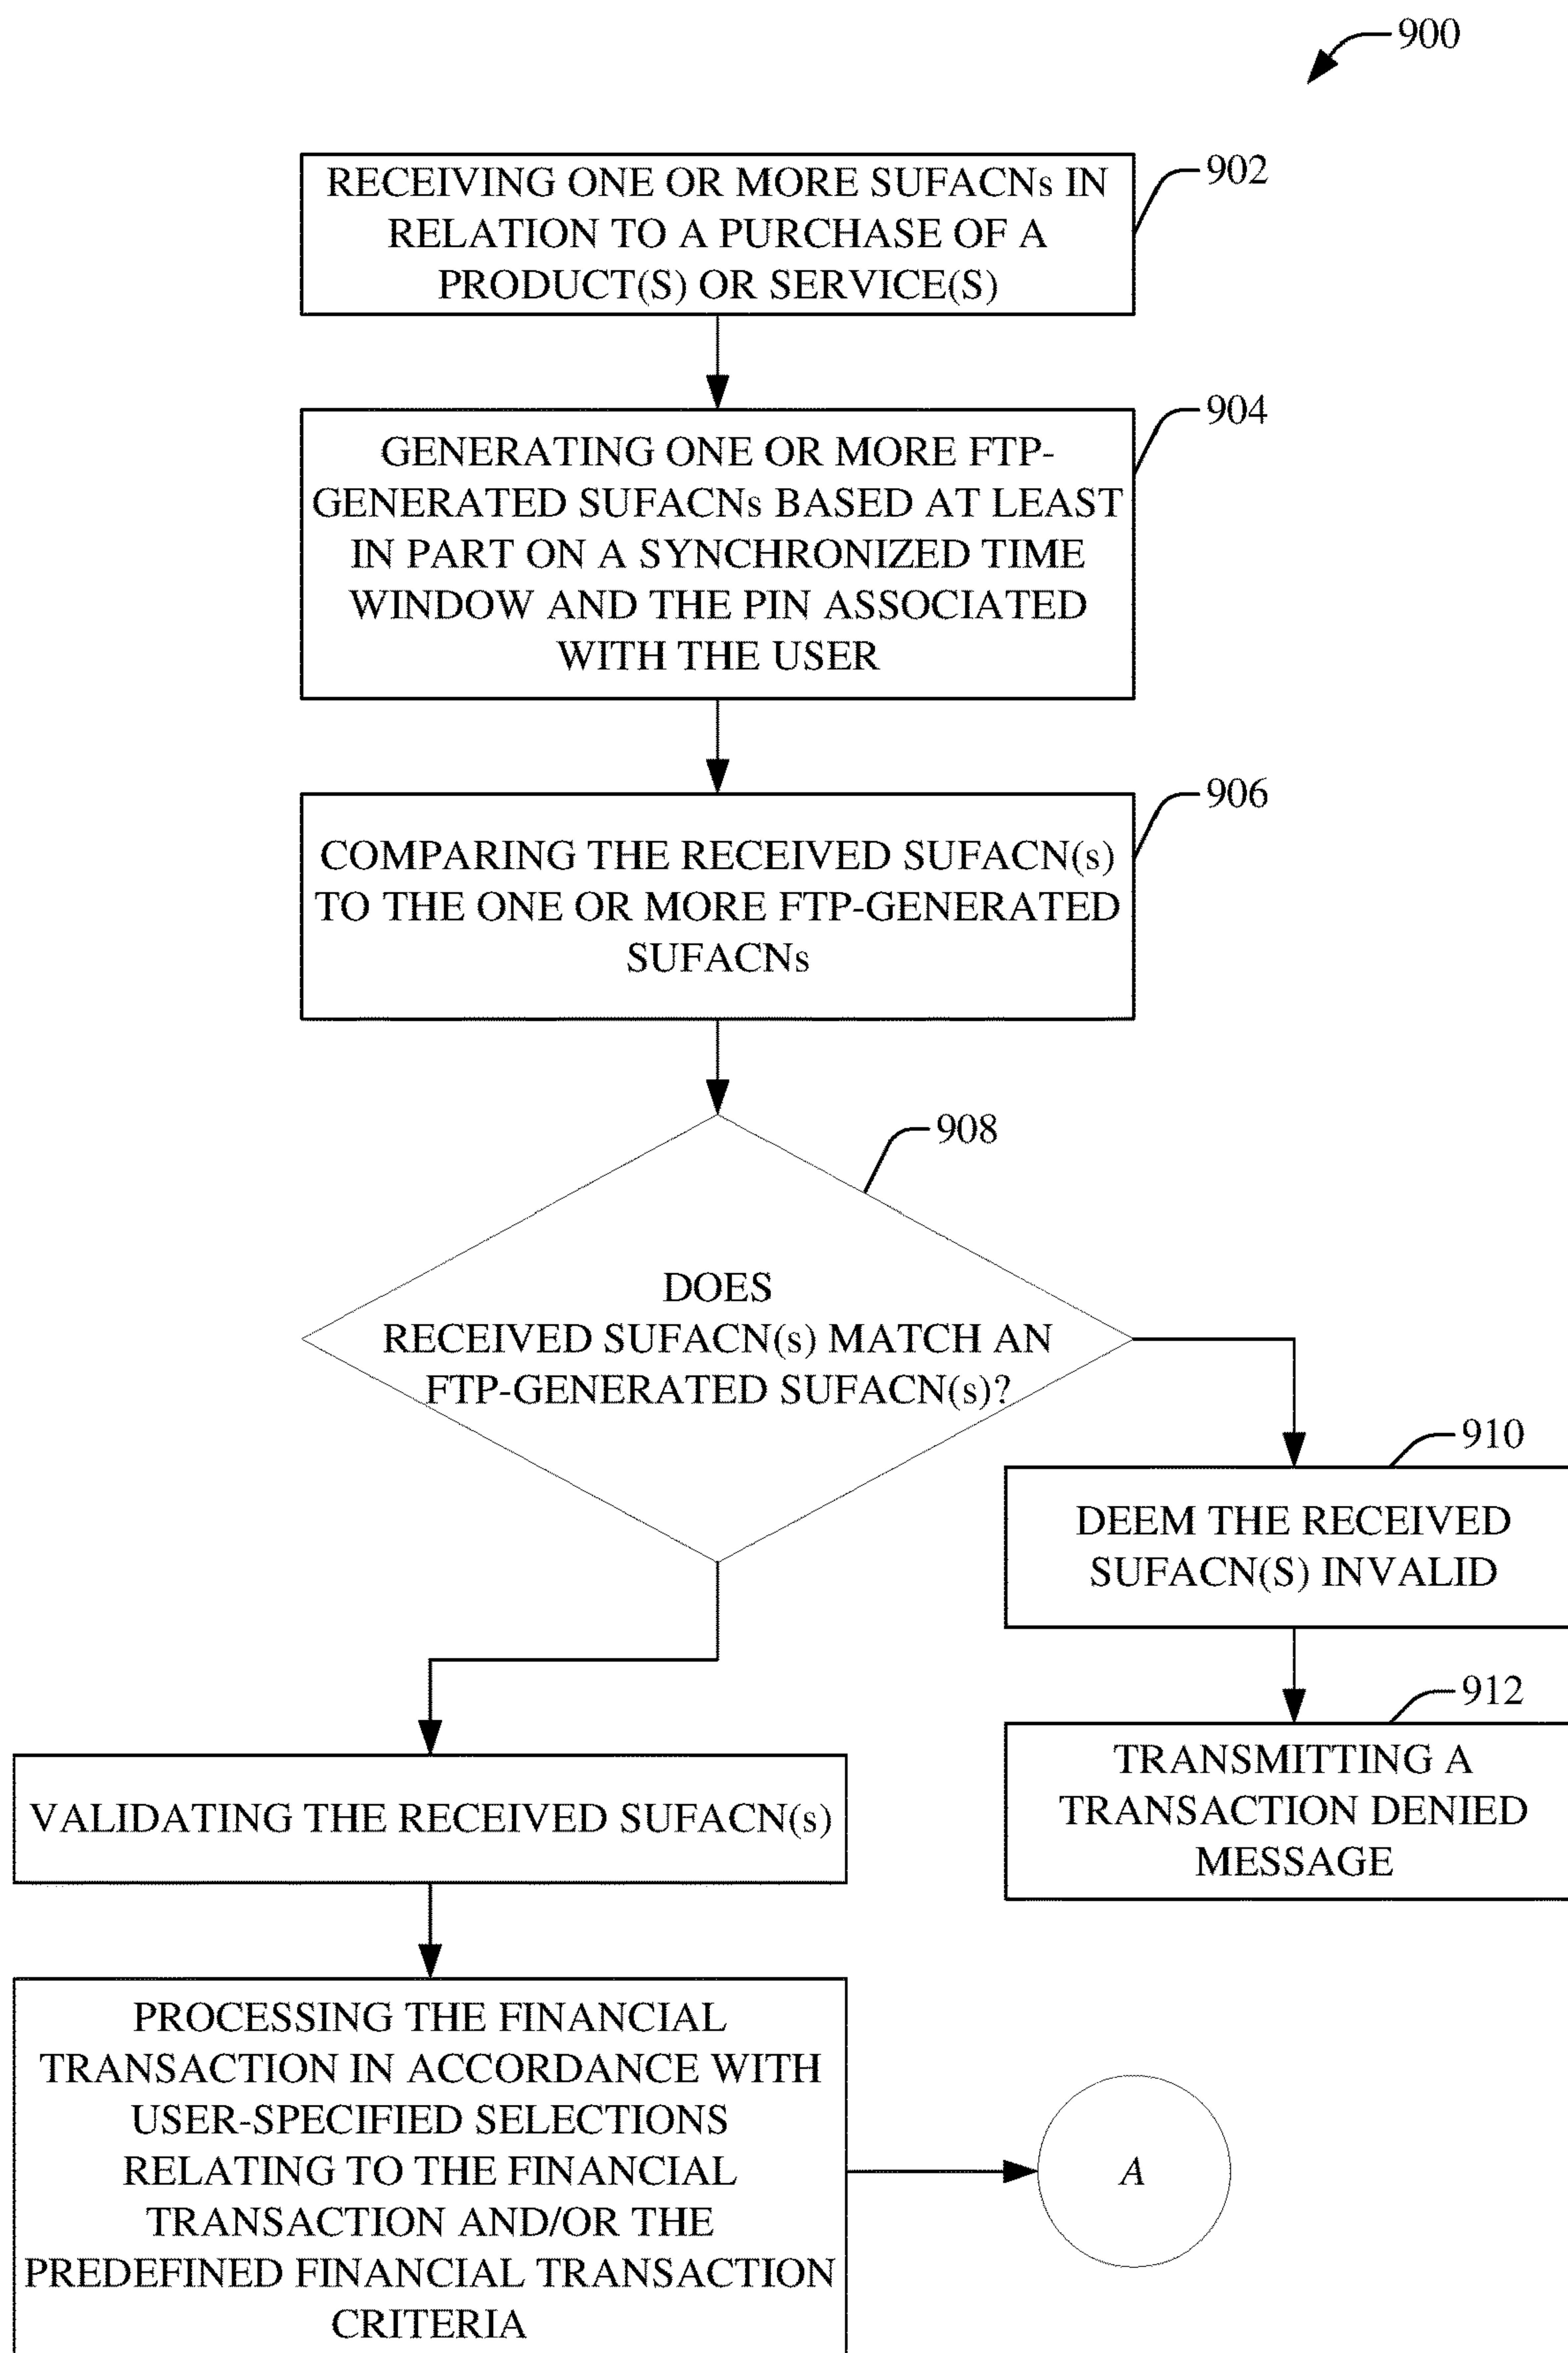 900
RECEIVING ONE OR MORE SUFACNs IN
RELATION TO A PURCHASE OF A
PRODUCT(S) OR SERVICE(S)
902
GENERATING ONE OR MORE FTP-
GENERATED SUFACNs BASED AT LEAST
IN PART ON A SYNCHRONIZED TIME
WINDOW AND THE PIN ASSOCIATED
WITH THE USER
904
COMPARING THE RECEIVED SUFACN(s)
TO THE ONE OR MORE FTP-GENERATED
SUFACNs
906
DOES
RECEIVED SUFACN(s) MATCH AN
FTP-GENERATED SUFACN(s)?
908
DEEM THE RECEIVED
SUFACN(S) INVALID
910
TRANSMITTING A
TRANSACTION DENIED
MESSAGE
912
VALIDATING THE RECEIVED SUFACN(s)
PROCESSING THE FINANCIAL
TRANSACTION IN ACCORDANCE WITH
USER-SPECIFIED SELECTIONS
RELATING TO THE FINANCIAL
TRANSACTION AND/OR THE
PREDEFINED FINANCIAL TRANSACTION
CRITERIA
A